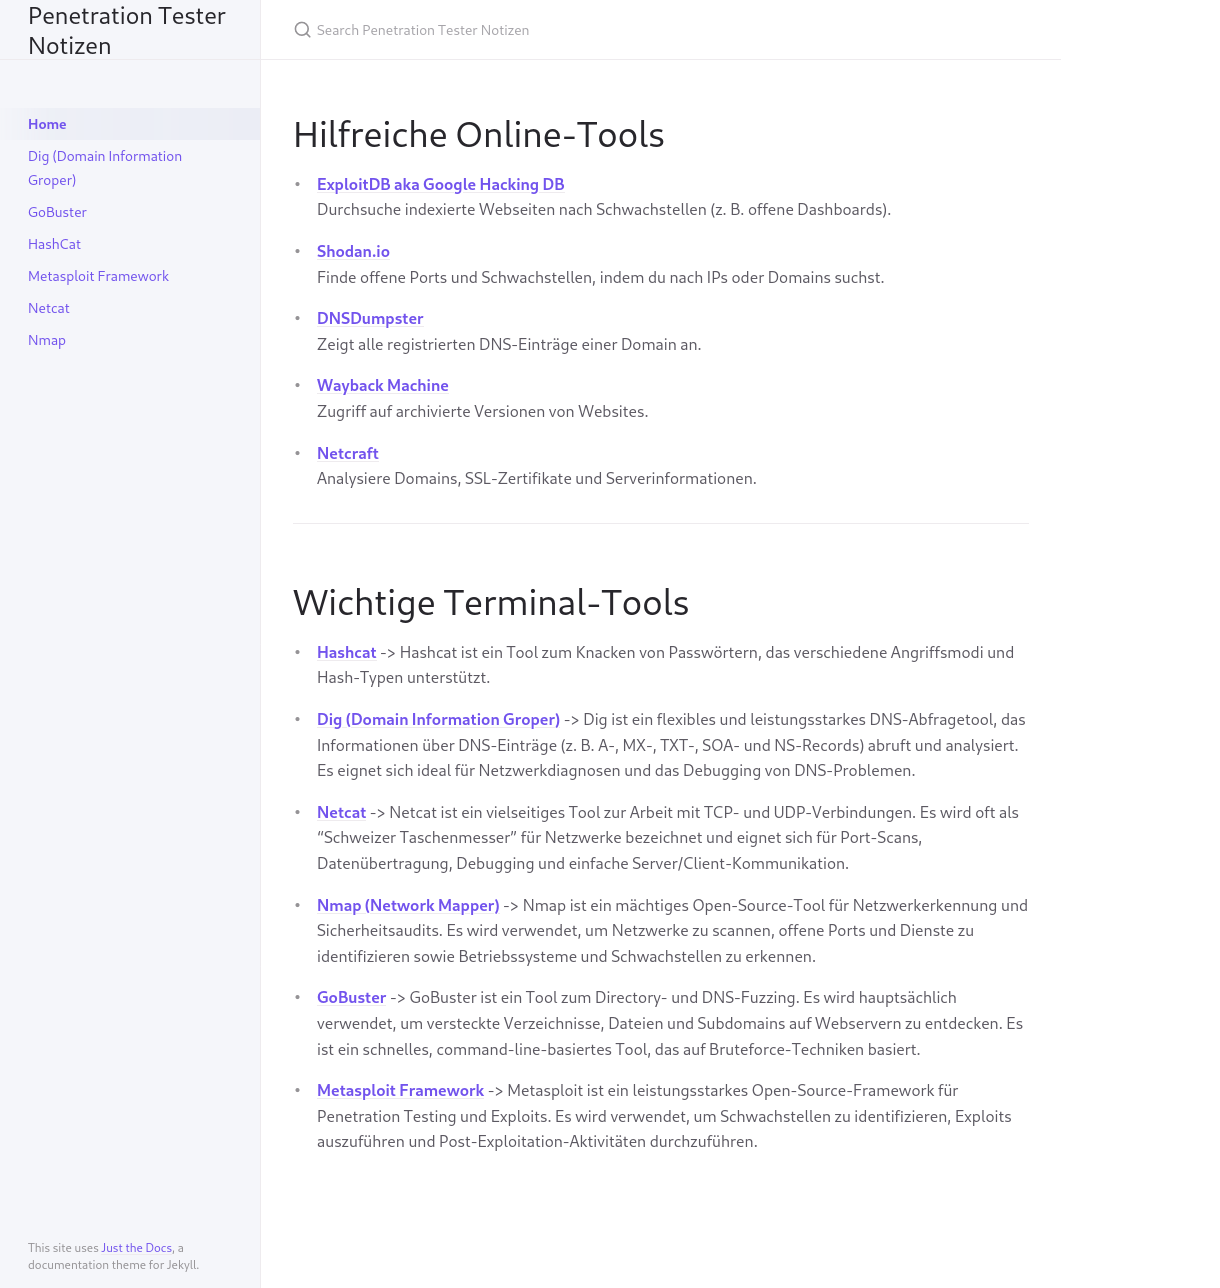 Penetration Tester
Notizen
Search Penetration Tester Notizen
Home
Dig (Domain Information
Groper)
GoBuster
HashCat
Metasploit Framework
Netcat
Nmap
Hilfreiche Online-Tools
• ExploitDB aka Google Hacking DB
Durchsuche indexierte Webseiten nach Schwachstellen (z. B. offene Dashboards).
• Shodan.io
Finde offene Ports und Schwachstellen, indem du nach IPs oder Domains suchst.
• DNSDumpster
Zeigt alle registrierten DNS-Einträge einer Domain an.
• Wayback Machine
Zugriff auf archivierte Versionen von Websites.
• Netcraft
Analysiere Domains, SSL-Zertifikate und Serverinformationen.
Wichtige Terminal-Tools
• Hashcat -> Hashcat ist ein Tool zum Knacken von Passwörtern, das verschiedene Angriffsmodi und
Hash-Typen unterstützt.
• Dig (Domain Information Groper) -> Dig ist ein flexibles und leistungsstarkes DNS-Abfragetool, das
Informationen über DNS-Einträge (z. B. A-, MX-, TXT-, SOA- und NS-Records) abruft und analysiert.
Es eignet sich ideal für Netzwerkdiagnosen und das Debugging von DNS-Problemen.
• Netcat -> Netcat ist ein vielseitiges Tool zur Arbeit mit TCP- und UDP-Verbindungen. Es wird oft als
“Schweizer Taschenmesser” für Netzwerke bezeichnet und eignet sich für Port-Scans,
Datenübertragung, Debugging und einfache Server/Client-Kommunikation.
• Nmap (Network Mapper) -> Nmap ist ein mächtiges Open-Source-Tool für Netzwerkerkennung und
Sicherheitsaudits. Es wird verwendet, um Netzwerke zu scannen, offene Ports und Dienste zu
identifizieren sowie Betriebssysteme und Schwachstellen zu erkennen.
• GoBuster -> GoBuster ist ein Tool zum Directory- und DNS-Fuzzing. Es wird hauptsächlich
verwendet, um versteckte Verzeichnisse, Dateien und Subdomains auf Webservern zu entdecken. Es
ist ein schnelles, command-line-basiertes Tool, das auf Bruteforce-Techniken basiert.
• Metasploit Framework -> Metasploit ist ein leistungsstarkes Open-Source-Framework für
Penetration Testing und Exploits. Es wird verwendet, um Schwachstellen zu identifizieren, Exploits
auszuführen und Post-Exploitation-Aktivitäten durchzuführen.
This site uses Just the Docs, a
documentation theme for Jekyll.